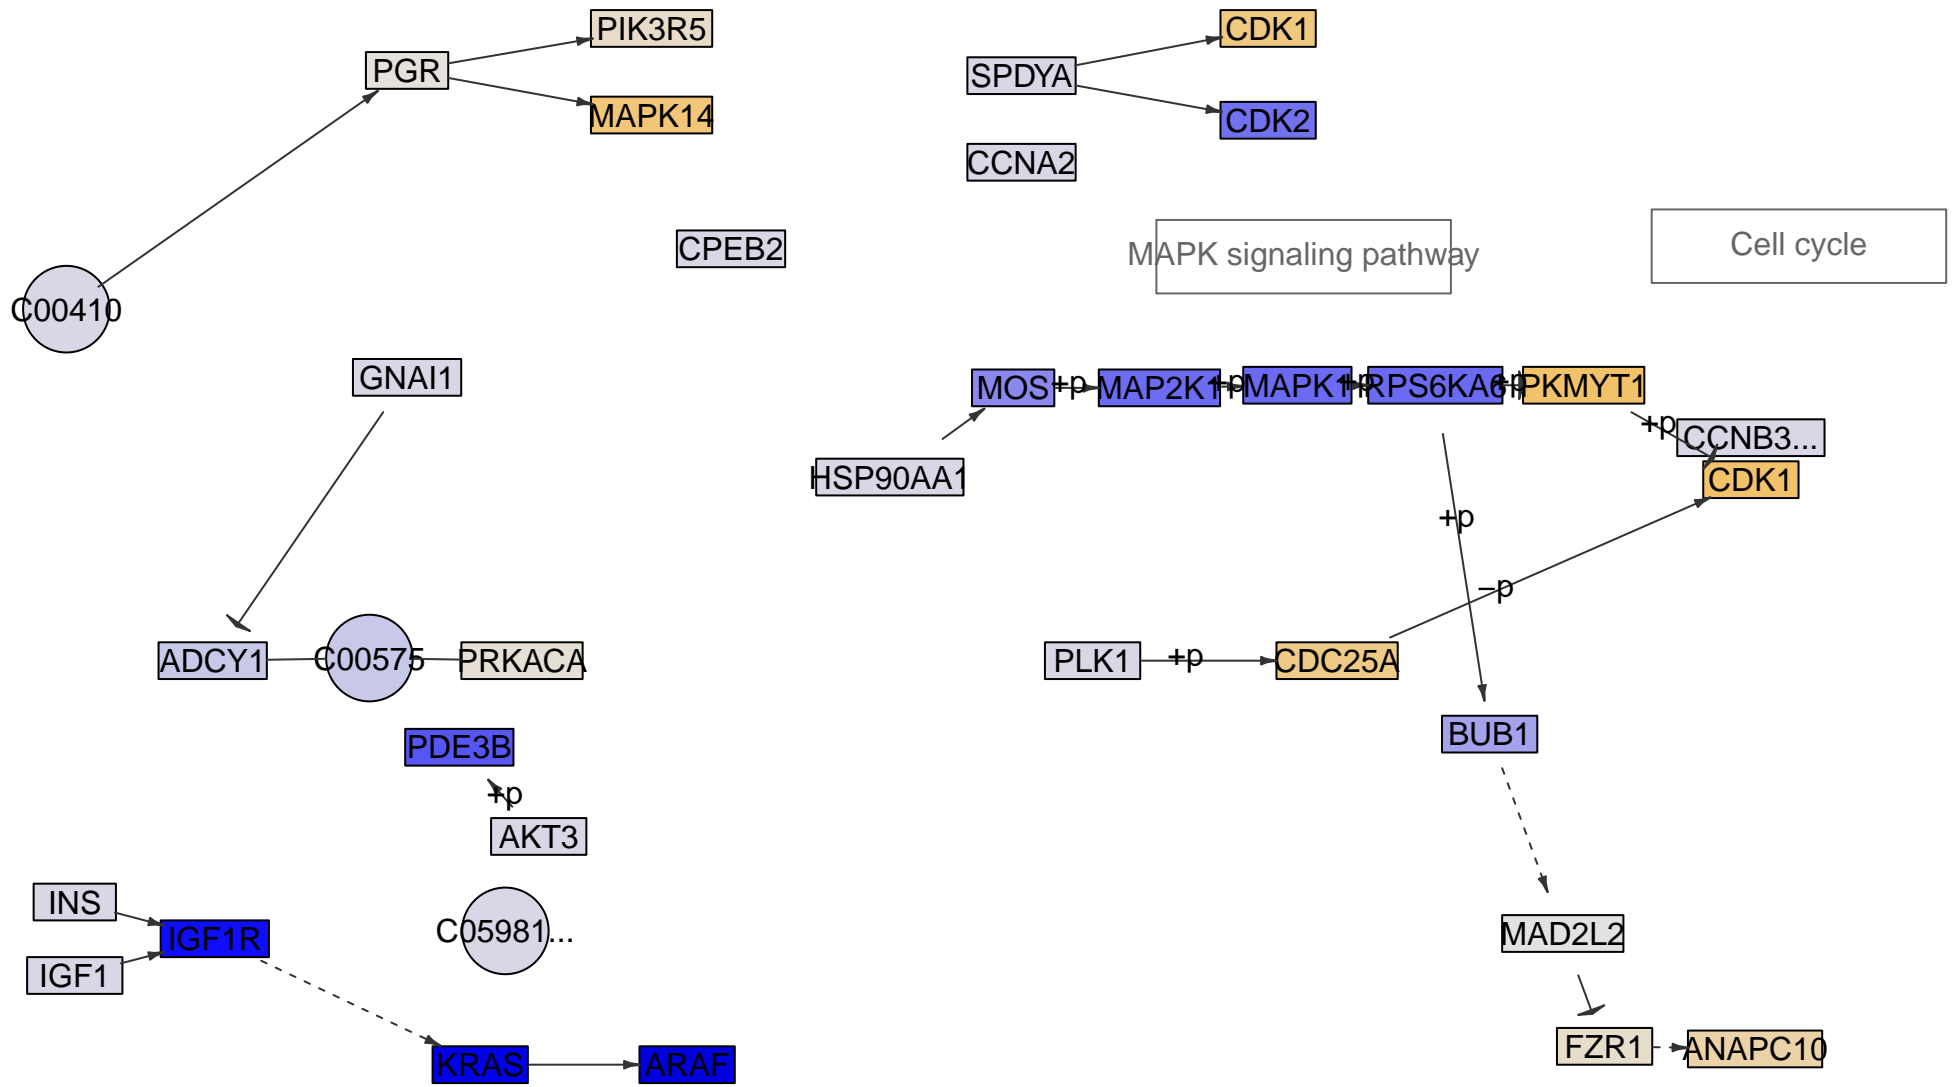 PIK3R5
CDK1
PGR
SPDYA
MAPK14
CDK2
CCNA2
CPEB2
MAPK signaling pathway
Cell cycle
C00410
GNAI1
MOS
+p
MAP2K1
+p
MAPK1
+p
RPS6KA6
+p
PKMYT1
+p
CCNB3...
HSP90AA1
CDK1
+p
−p
ADCY1
C00575
PRKACA
PLK1
+p
CDC25A
PDE3B
BUB1
+p
AKT3
INS
IGF1R
C05981...
MAD2L2
IGF1
KRAS
ARAF
FZR1
ANAPC10